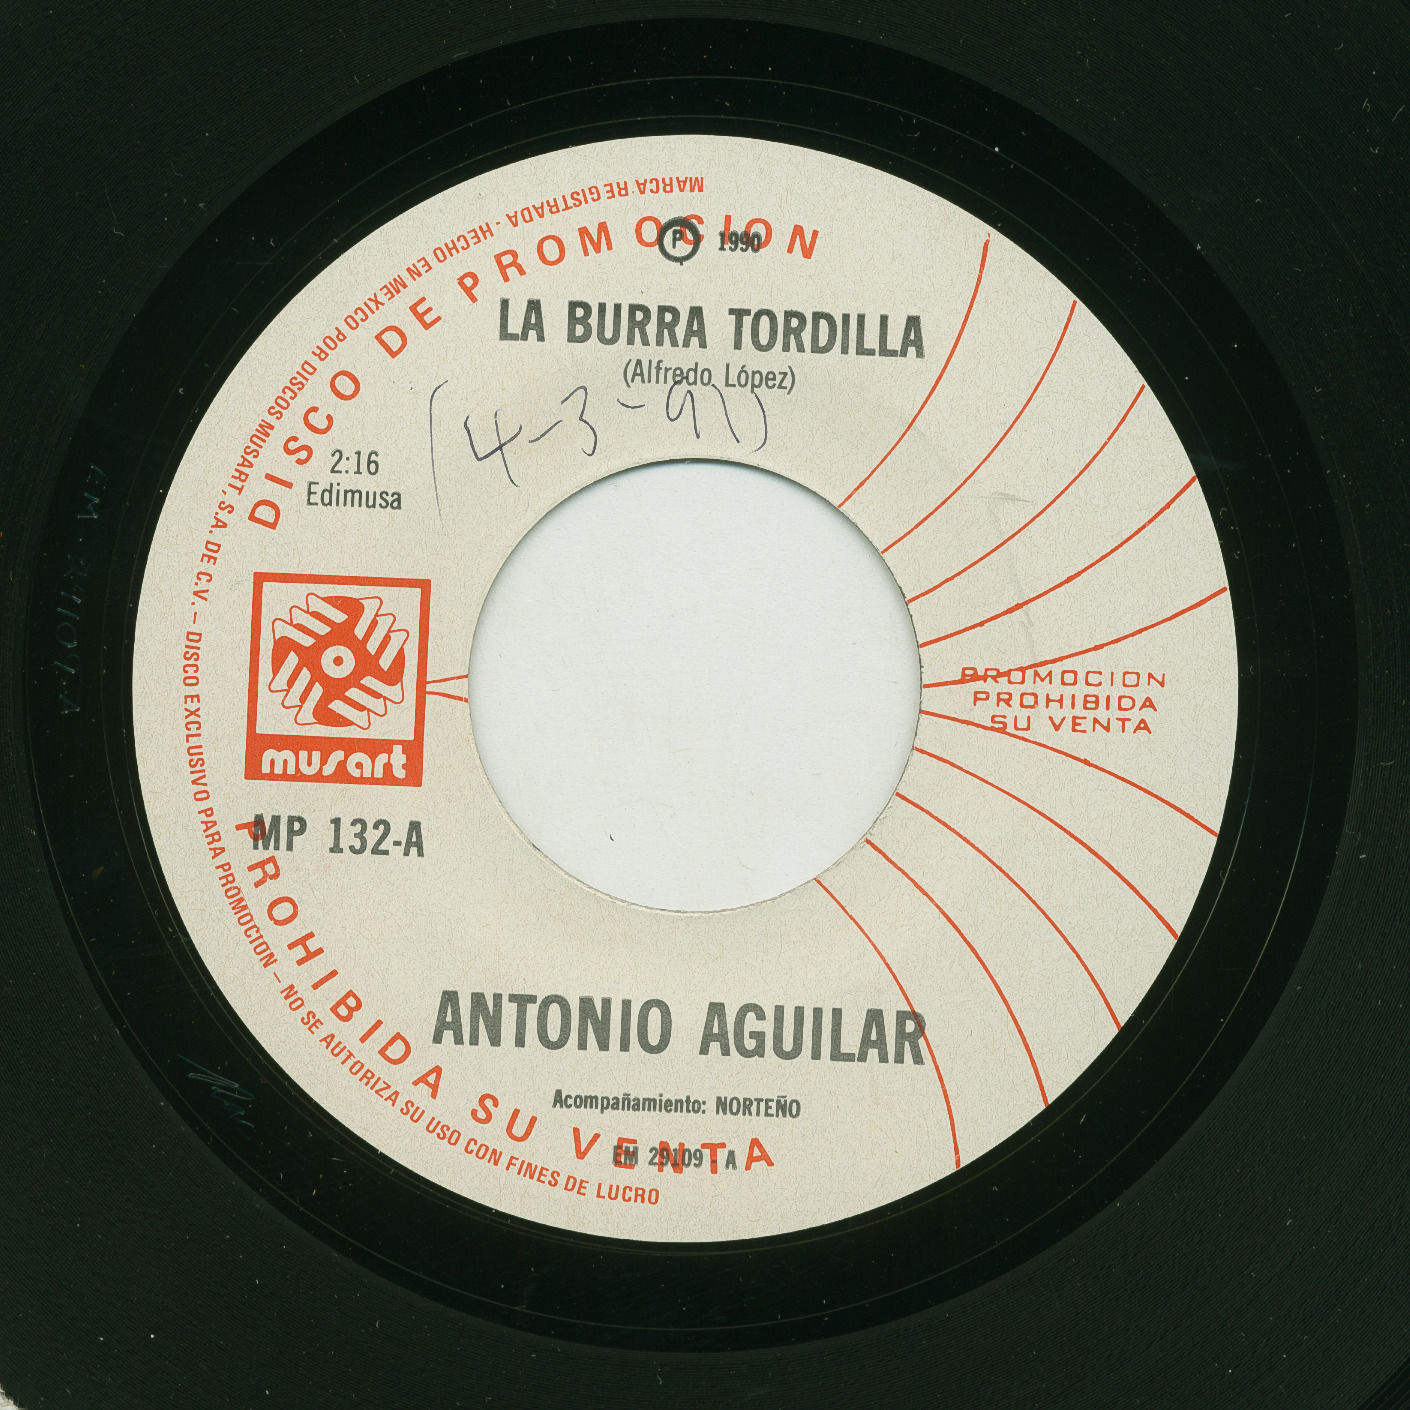 MARCA REG. HECHO EN MEXICO POR DISCOS MUSART, S.A. DE C.V. — DISCO EXCLUSIVO PARA PROMOCION — NO SE AUTORIZA SU USO CON FINES DE LUCRO
DISCO DE PROMOCION
Ⓟ 1990
LA BURRA TORDILLA
(Alfredo López)
(4-3-91)
2:16
Edimusa
musart
PROMOCION
PROHIBIDA
SU VENTA
MP 132-A
PROHIBIDA SU VENTA
ANTONIO AGUILAR
Acompañamiento: NORTEÑO
EM 29109 - A